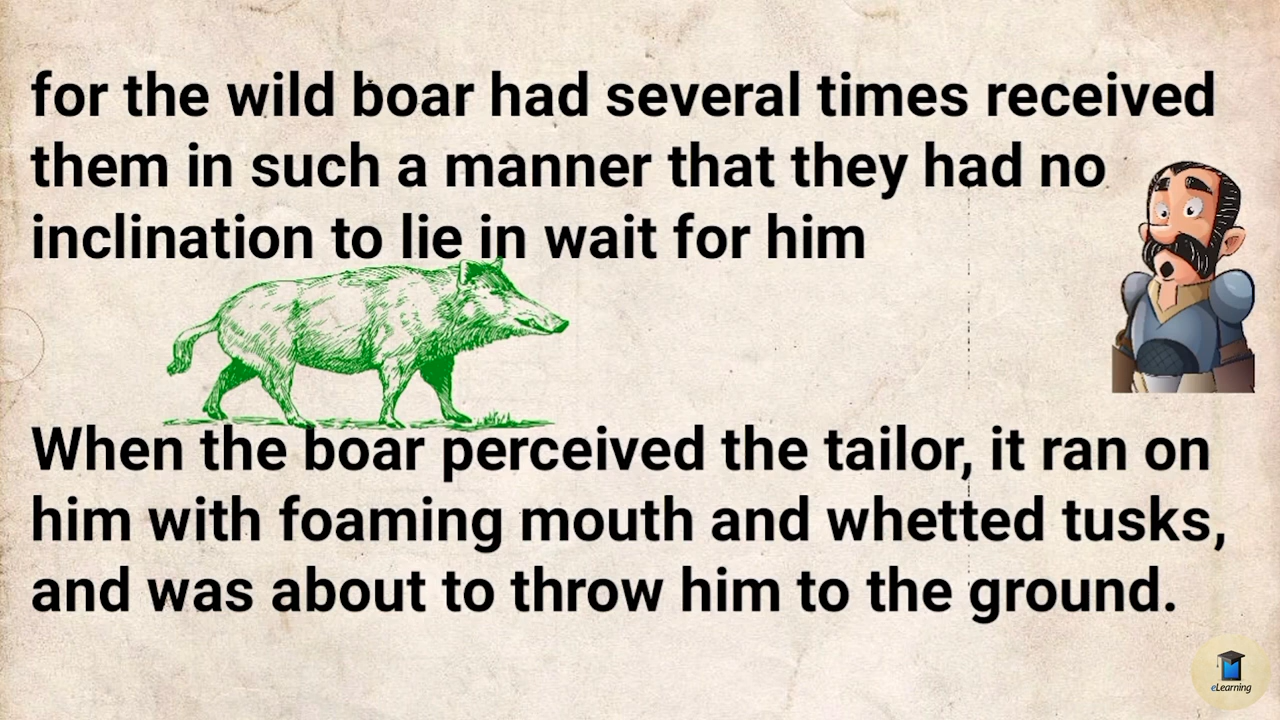 for the wild boar had several times received
them in such a manner that they had no
inclination to lie in wait for him
When the boar perceived the tailor, it ran on
him with foaming mouth and whetted tusks,
and was about to throw him to the ground.
eLearning